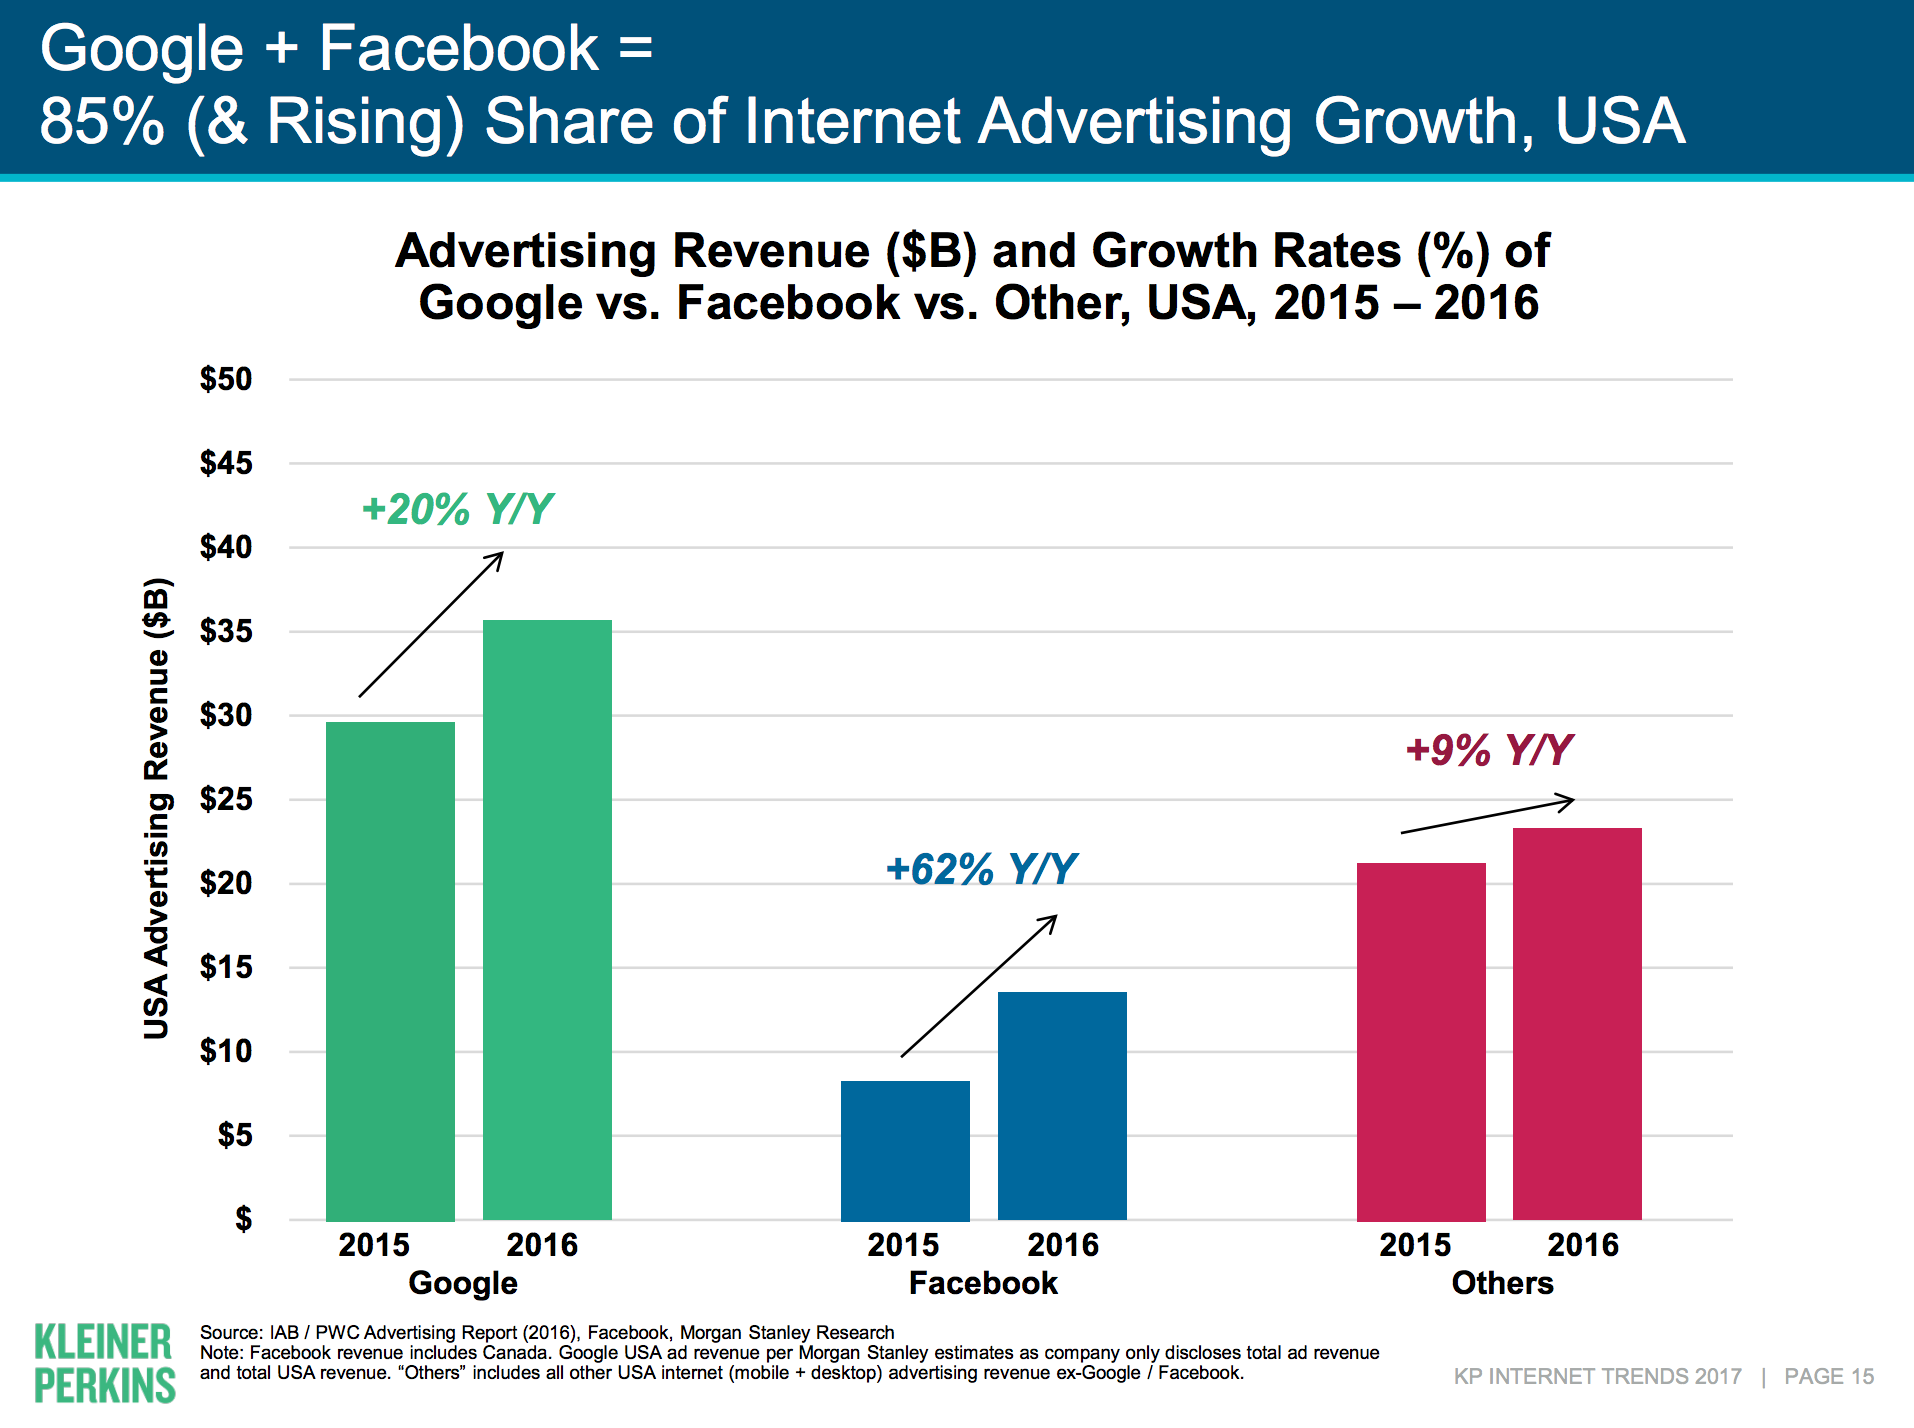 Google + Facebook =
85% (& Rising) Share of Internet Advertising Growth, USA
Advertising Revenue ($B) and Growth Rates (%) of
Google vs. Facebook vs. Other, USA, 2015 – 2016
USA Advertising Revenue ($B)
$50
$45
$40
$35
$30
$25
$20
$15
$10
$5
$
+20% Y/Y
+62% Y/Y
+9% Y/Y
2015 2016 2015 2016 2015 2016
Google Facebook Others
KLEINER
PERKINS
Source: IAB / PWC Advertising Report (2016), Facebook, Morgan Stanley Research
Note: Facebook revenue includes Canada. Google USA ad revenue per Morgan Stanley estimates as company only discloses total ad revenue
and total USA revenue. “Others” includes all other USA internet (mobile + desktop) advertising revenue ex-Google / Facebook.
KP INTERNET TRENDS 2017 | PAGE 15